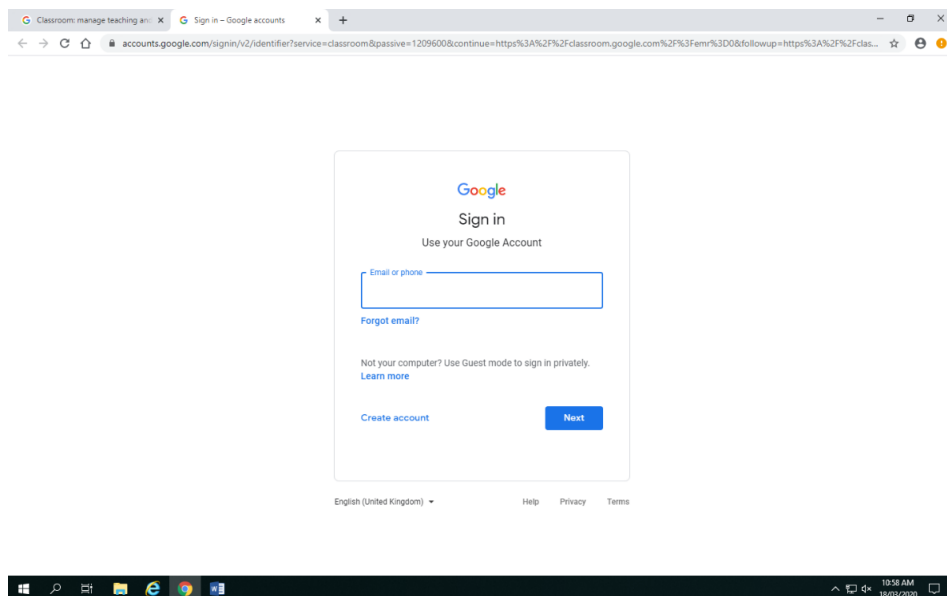 Classroom: manage teaching and
Sign in – Google accounts
accounts.google.com/signin/v2/identifier?service=classroom&passive=1209600&continue=https%3A%2F%2Fclassroom.google.com%2F%3Femr%3D0&followup=https%3A%2F%2Fclas...
Google
Sign in
Use your Google Account
Email or phone
Forgot email?
Not your computer? Use Guest mode to sign in privately.
Learn more
Create account
Next
English (United Kingdom)
Help Privacy Terms
10:58 AM
18/03/2020